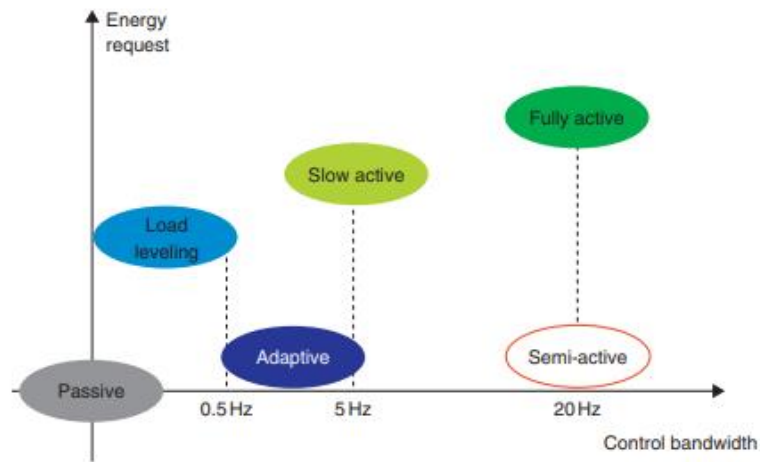 Energy
request
Fully active
Slow active
Load
leveling
Adaptive
Semi-active
Passive
0.5 Hz
5 Hz
20 Hz
Control bandwidth